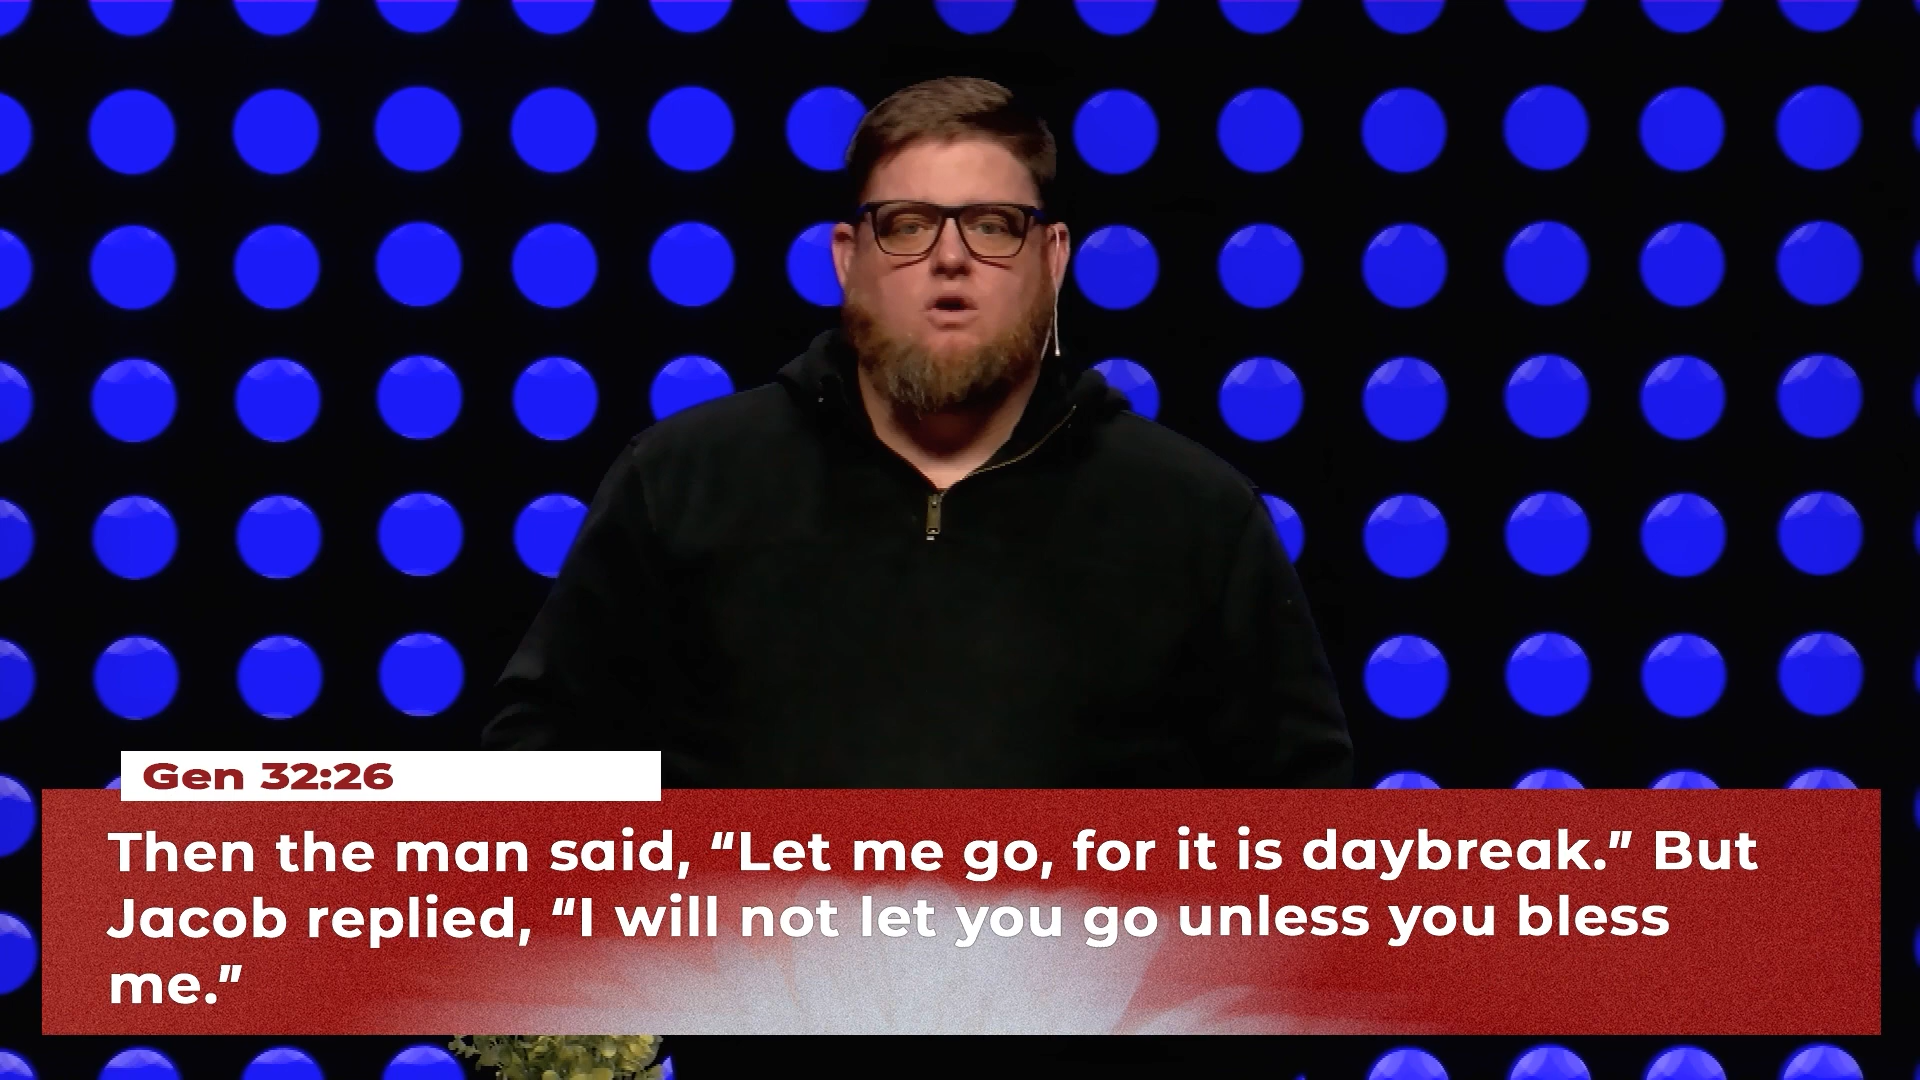 Gen 32:26
Then the man said, “Let me go, for it is daybreak.” But
Jacob replied, “I will not let you go unless you bless
me.”